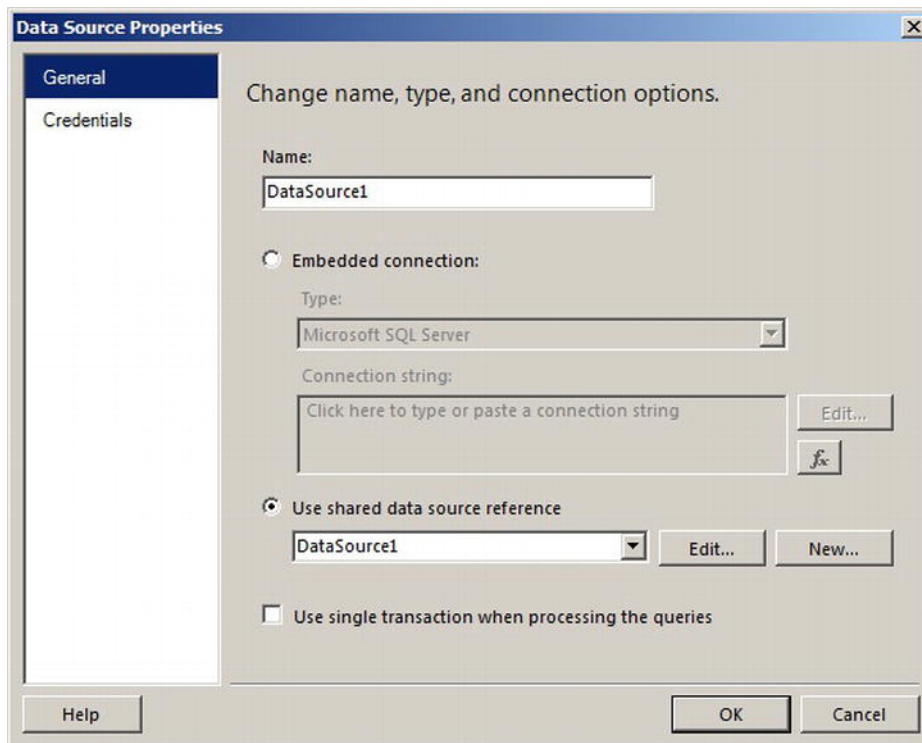 Data Source Properties
General
Credentials
Change name, type, and connection options.
Name:
DataSource1
Embedded connection:
Type:
Microsoft SQL Server
Connection string:
Click here to type or paste a connection string
Edit...
fx
Use shared data source reference
DataSource1
Edit...
New...
Use single transaction when processing the queries
Help
OK
Cancel